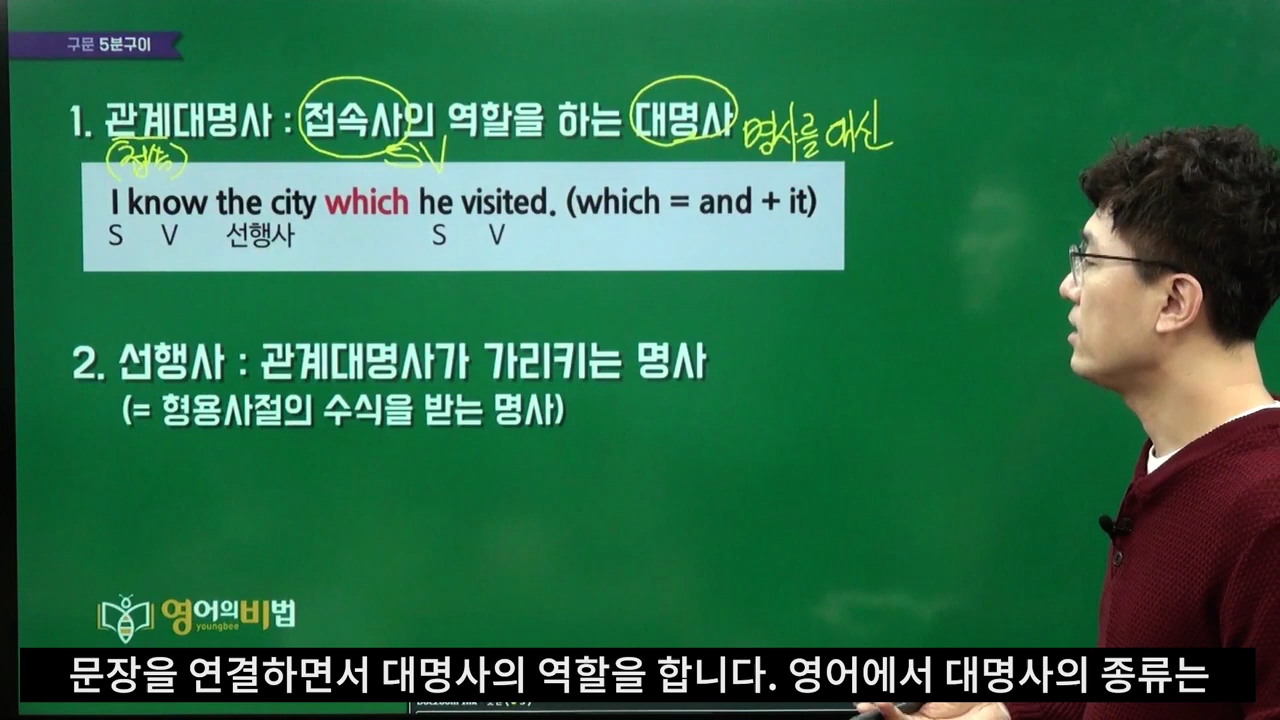 구문 5분구이
1. 관계대명사 : 접속사의 역할을 하는 대명사 명사를 대신
(접속) SV
I know the city which he visited. (which = and + it)
S V 선행사 S V
2. 선행사 : 관계대명사가 가리키는 명사
(= 형용사절의 수식을 받는 명사)
영어의비법
youngbee
문장을 연결하면서 대명사의 역할을 합니다. 영어에서 대명사의 종류는